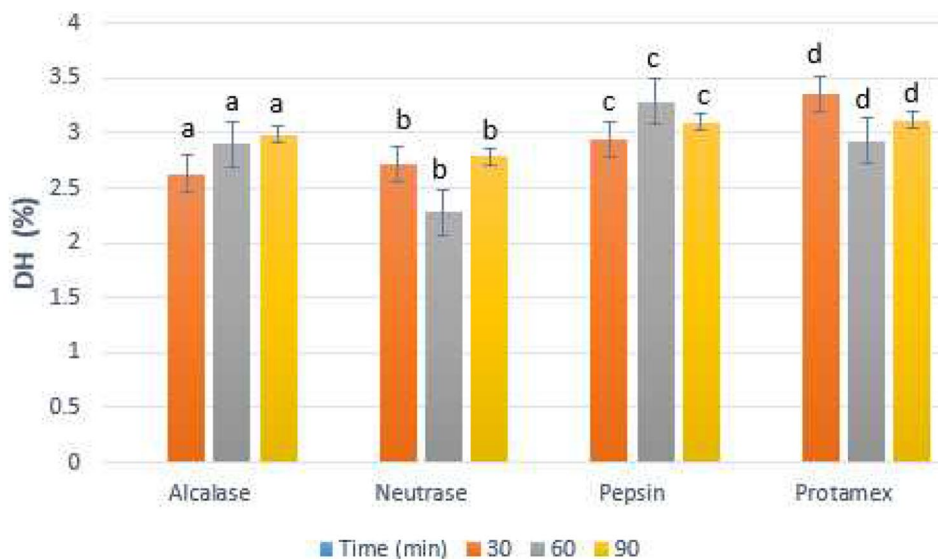 4
3.5
3
2.5
2
1.5
1
0.5
0
DH (%)
a a a b b b c c c d d d
Alcalase Neutrase Pepsin Protamex
Time (min) 30 60 90